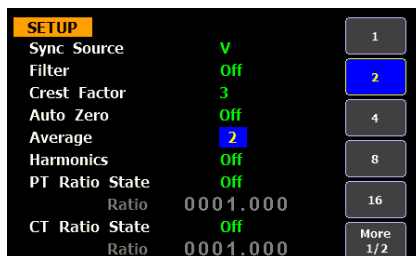 SETUP
Sync Source V
Filter Off
Crest Factor 3
Auto Zero Off
Average 2
Harmonics Off
PT Ratio State Off
Ratio 0001.000
CT Ratio State Off
Ratio 0001.000
1
2
4
8
16
More
1/2